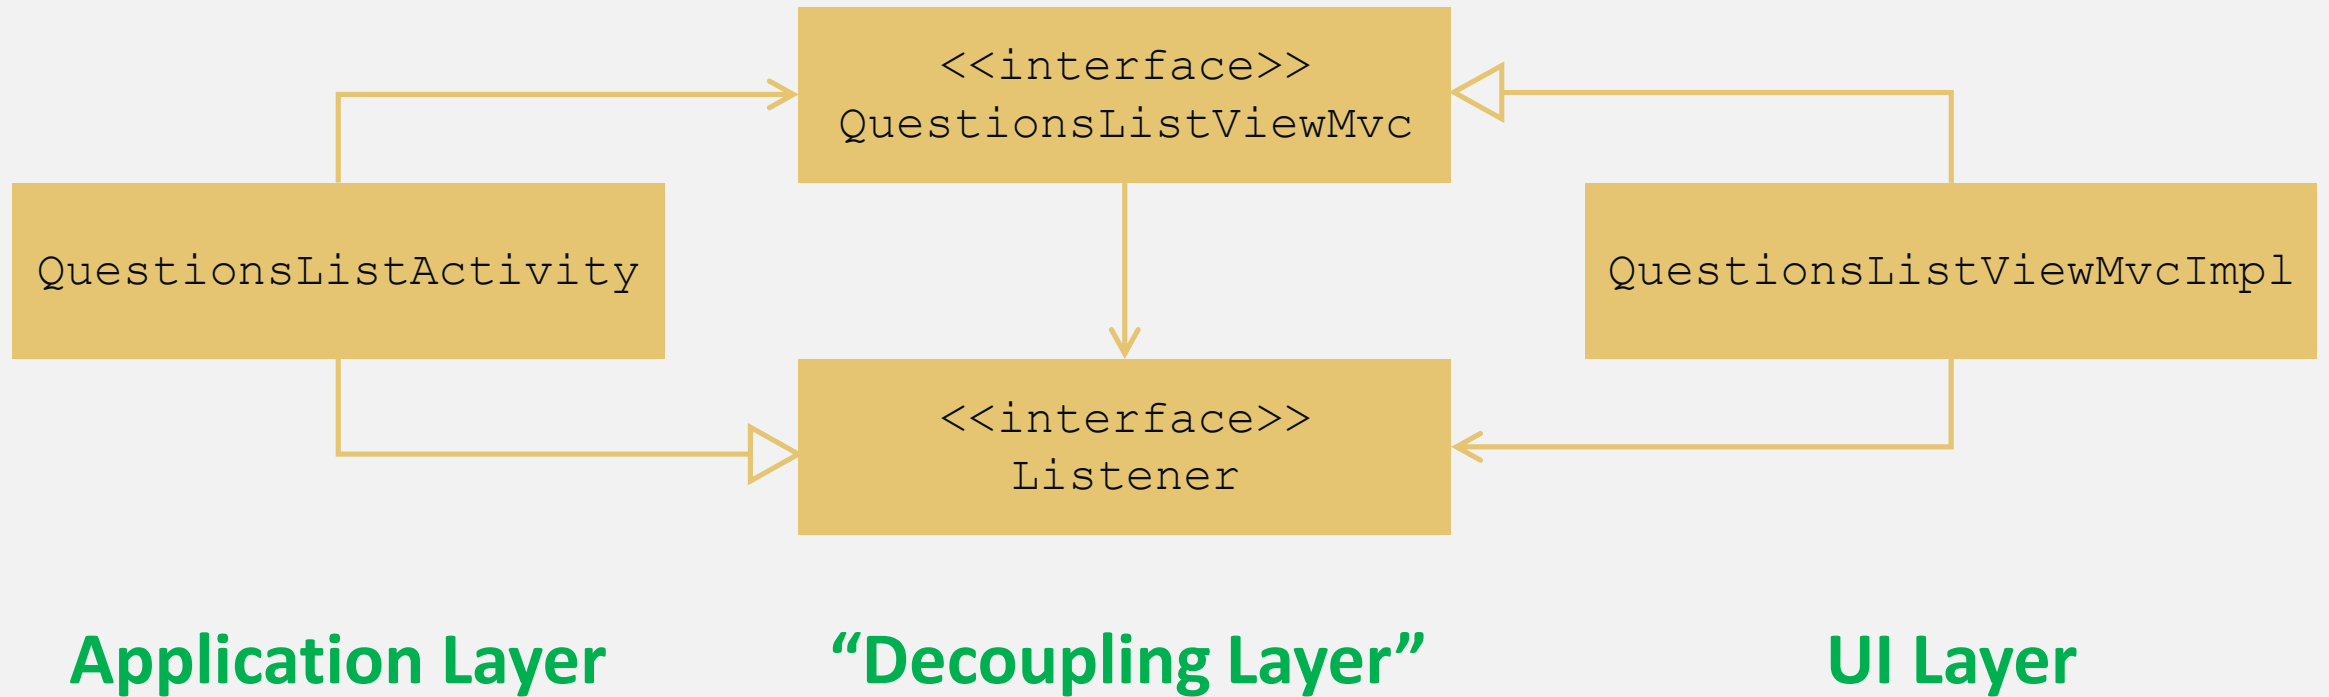 <<interface>>
QuestionsListViewMvc
QuestionsListActivity
QuestionsListViewMvcImpl
<<interface>>
Listener
Application Layer
“Decoupling Layer”
UI Layer